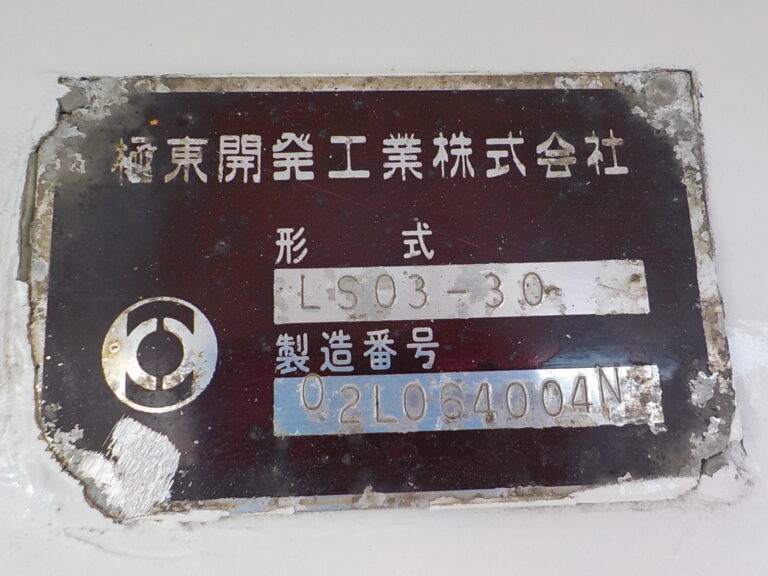 極東開発工業株式会社
形式
LS03-30
製造番号
02L064004N